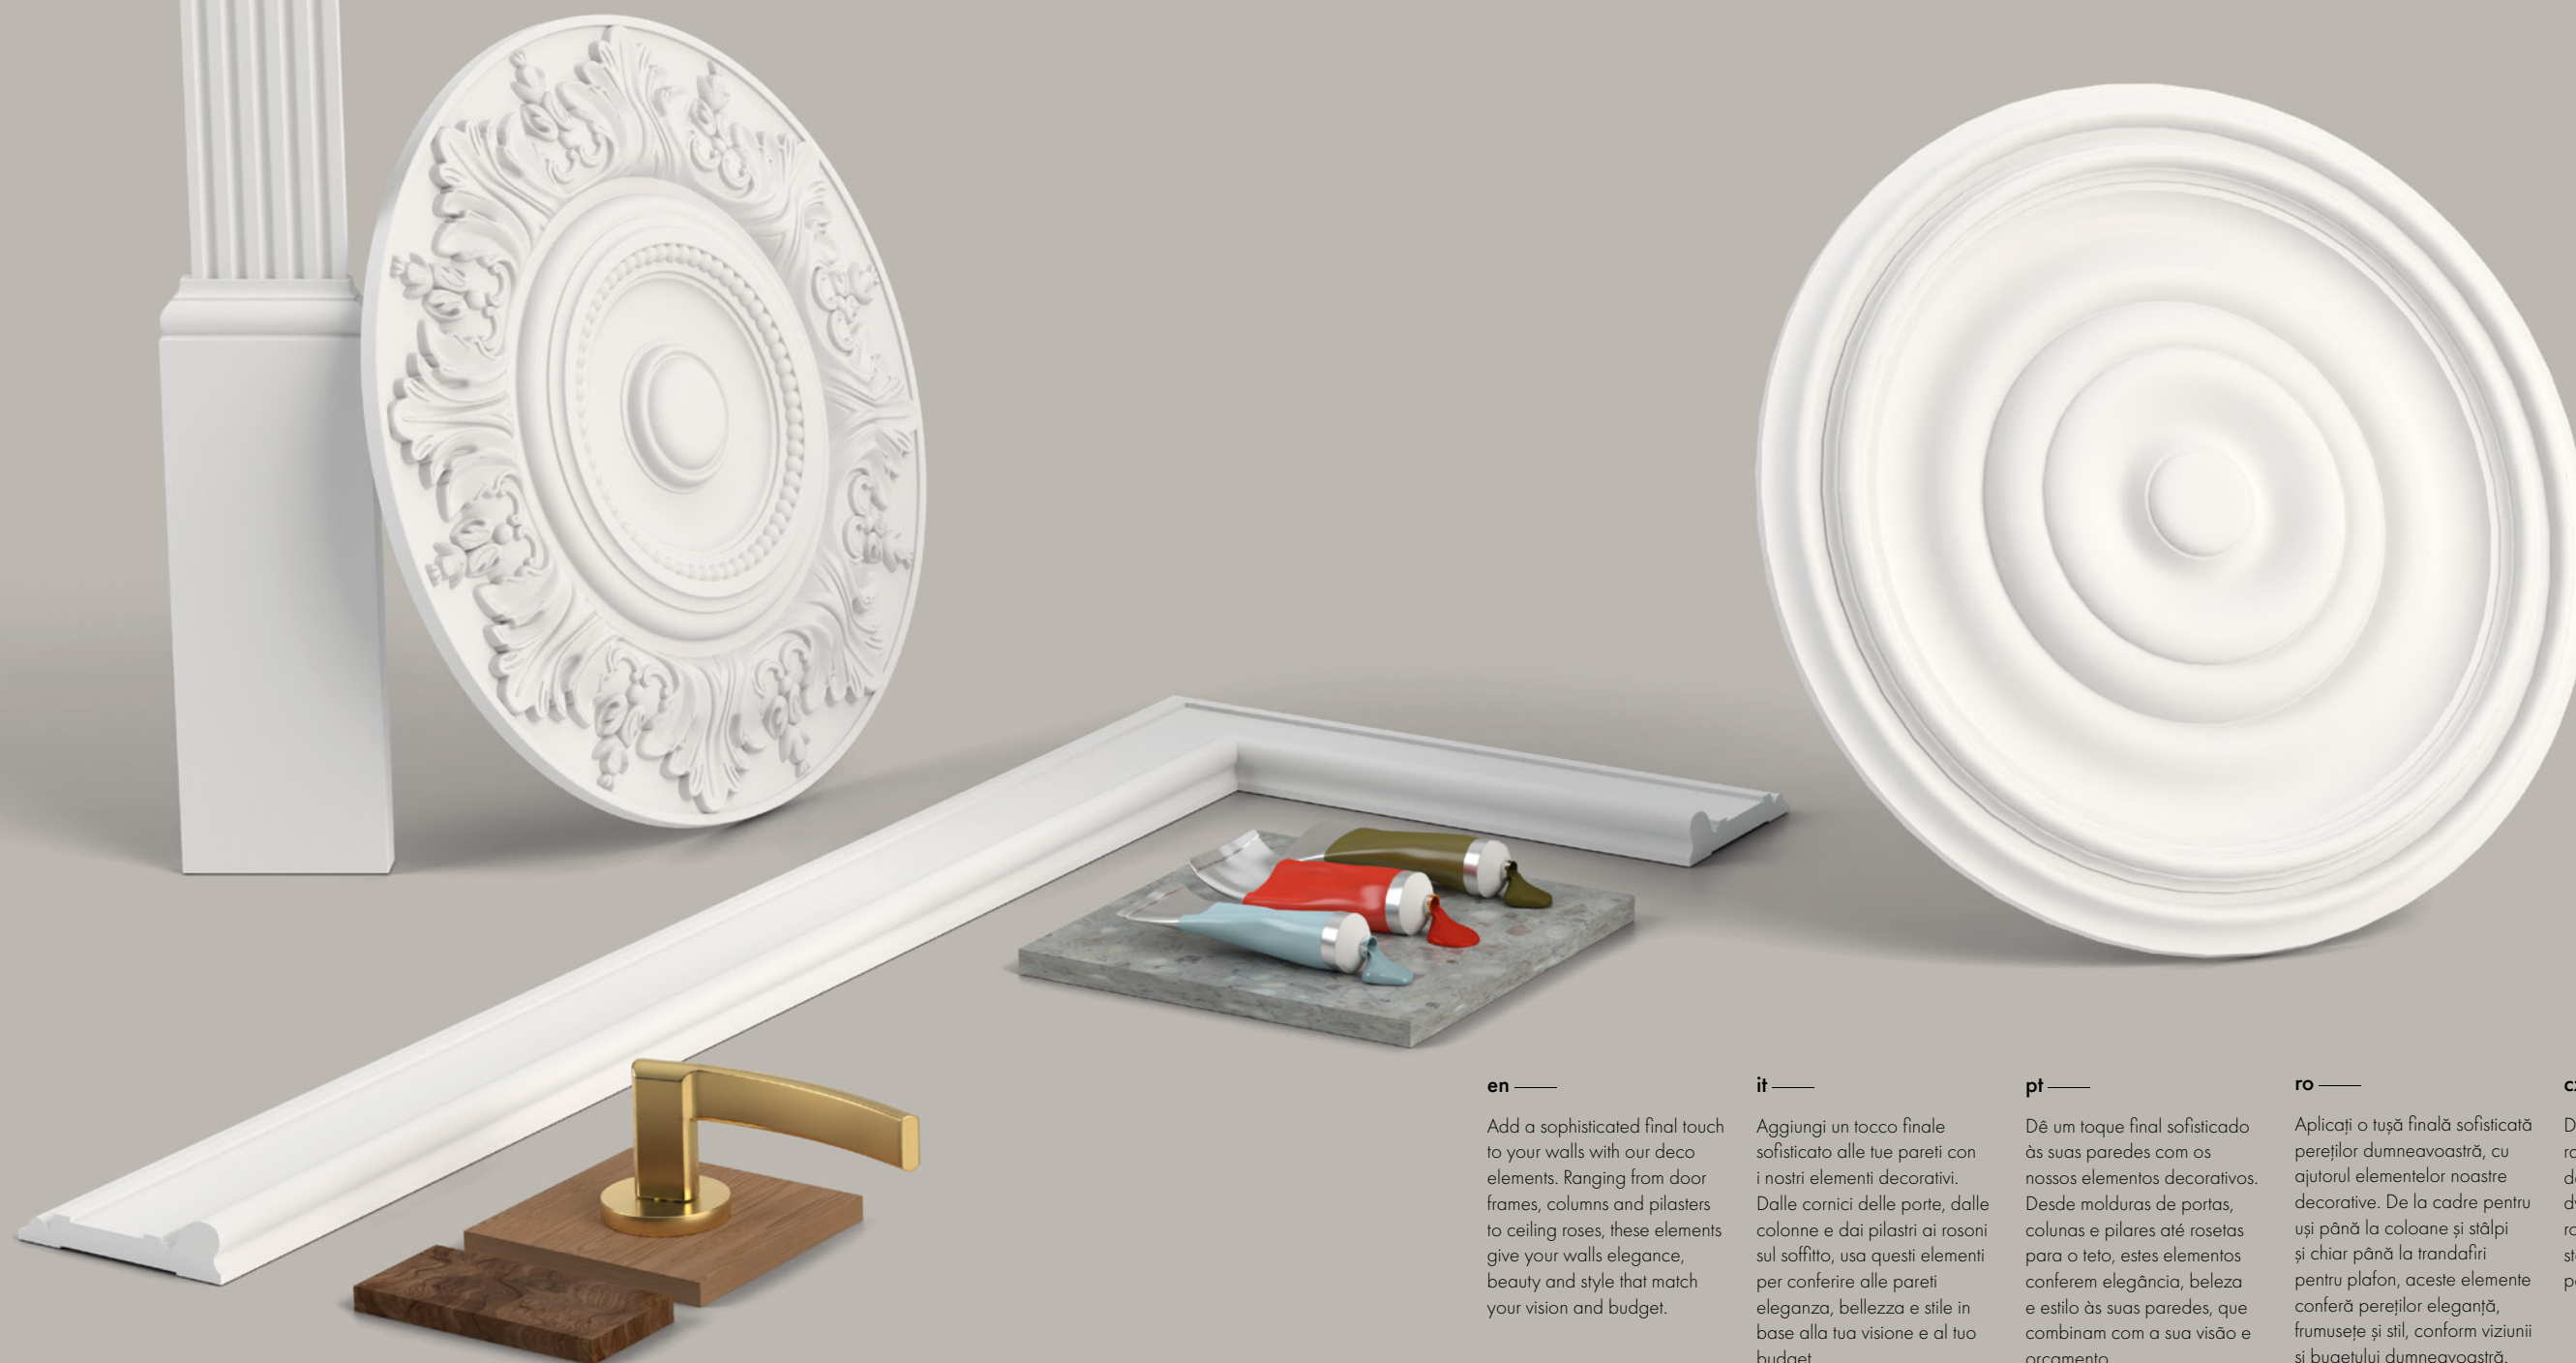 en
Add a sophisticated final touch
to your walls with our deco
elements. Ranging from door
frames, columns and pilasters
to ceiling roses, these elements
give your walls elegance,
beauty and style that match
your vision and budget.
it
Aggiungi un tocco finale
sofisticato alle tue pareti con
i nostri elementi decorativi.
Dalle cornici delle porte, dalle
colonne e dai pilastri ai rosoni
sul soffitto, usa questi elementi
per conferire alle pareti
eleganza, bellezza e stile in
base alla tua visione e al tuo
budget.
pt
Dê um toque final sofisticado
às suas paredes com os
nossos elementos decorativos.
Desde molduras de portas,
colunas e pilares até rosetas
para o teto, estes elementos
conferem elegância, beleza
e estilo às suas paredes, que
combinam com a sua visão e
orçamento.
ro
Aplicați o tușă finală sofisticată
pereților dumneavoastră, cu
ajutorul elementelor noastre
decorative. De la cadre pentru
uși până la coloane și stâlpi
și chiar până la trandafiri
pentru plafon, aceste elemente
conferă pereților eleganță,
frumusețe și stil, conform viziunii
și bugetului dumneavoastră.